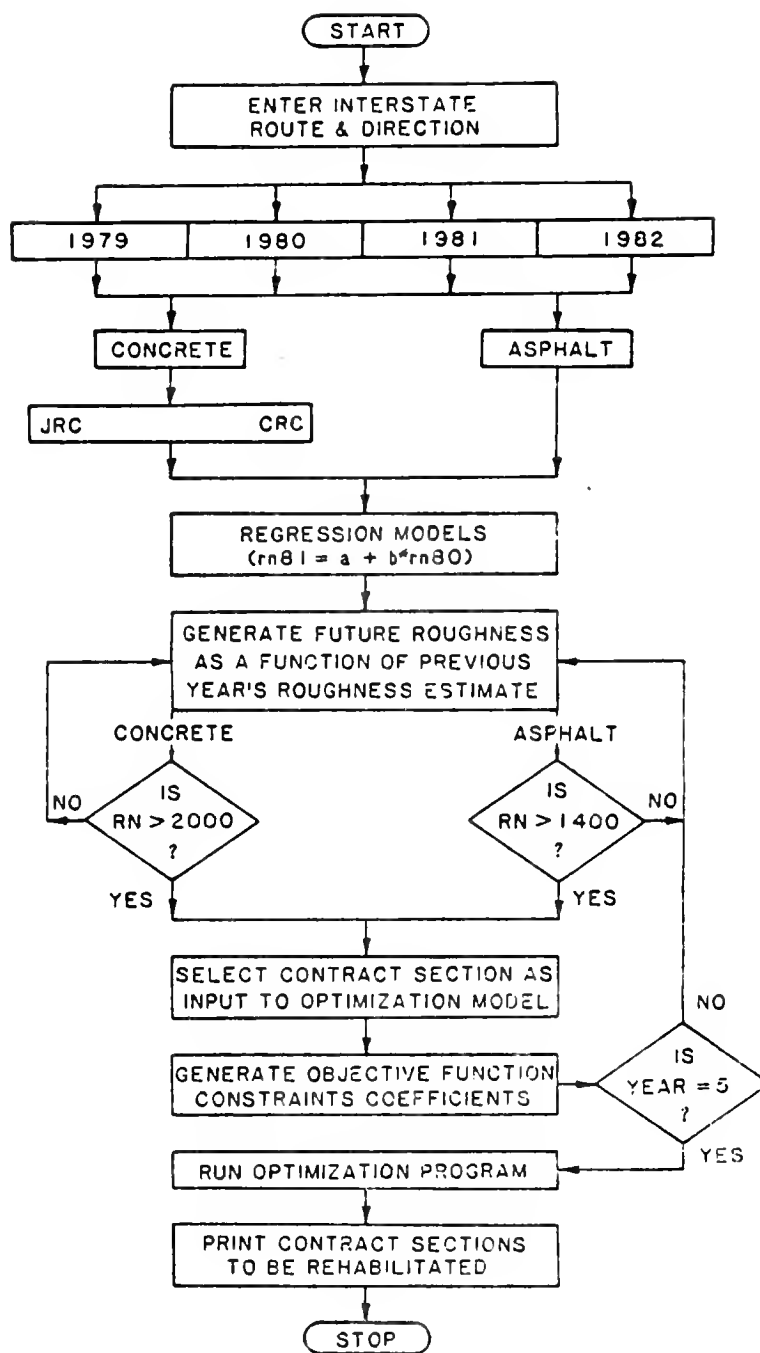 START
ENTER INTERSTATE
ROUTE & DIRECTION
1979
1980
1981
1982
CONCRETE
ASPHALT
JRC
CRC
REGRESSION MODELS
(rn81 = a + b*rn80)
GENERATE FUTURE ROUGHNESS
AS A FUNCTION OF PREVIOUS
YEAR'S ROUGHNESS ESTIMATE
CONCRETE
ASPHALT
NO
IS
RN > 2000
?
IS
RN > 1400
?
NO
YES
YES
SELECT CONTRACT SECTION AS
INPUT TO OPTIMIZATION MODEL
NO
GENERATE OBJECTIVE FUNCTION
CONSTRAINTS COEFFICIENTS
IS
YEAR = 5
?
YES
RUN OPTIMIZATION PROGRAM
PRINT CONTRACT SECTIONS
TO BE REHABILITATED
STOP